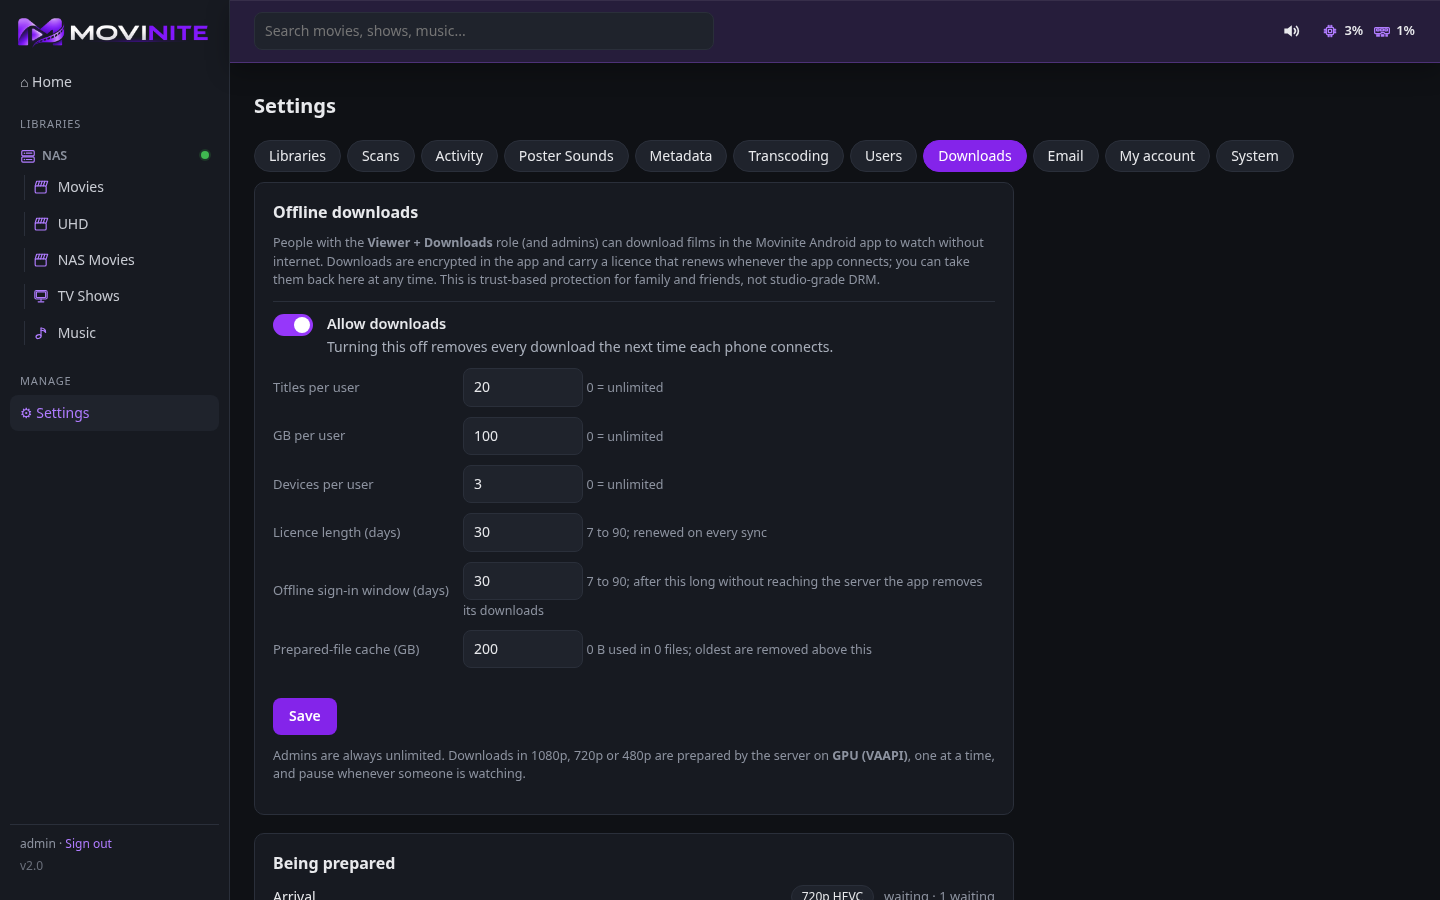 MOVINITE
Search movies, shows, music...
3%
1%
Home
LIBRARIES
NAS
Movies
UHD
NAS Movies
TV Shows
Music
MANAGE
Settings
admin · Sign out
v2.0
Settings
Libraries
Scans
Activity
Poster Sounds
Metadata
Transcoding
Users
Downloads
Email
My account
System
Offline downloads
People with the Viewer + Downloads role (and admins) can download films in the Movinite Android app to watch without
internet. Downloads are encrypted in the app and carry a licence that renews whenever the app connects; you can take
them back here at any time. This is trust-based protection for family and friends, not studio-grade DRM.
Allow downloads
Turning this off removes every download the next time each phone connects.
Titles per user 20 0 = unlimited
GB per user 100 0 = unlimited
Devices per user 3 0 = unlimited
Licence length (days) 30 7 to 90; renewed on every sync
Offline sign-in window (days) 30 7 to 90; after this long without reaching the server the app removes
its downloads
Prepared-file cache (GB) 200 0 B used in 0 files; oldest are removed above this
Save
Admins are always unlimited. Downloads in 1080p, 720p or 480p are prepared by the server on GPU (VAAPI), one at a time,
and pause whenever someone is watching.
Being prepared
Arrival 720p HEVC waiting · 1 waiting